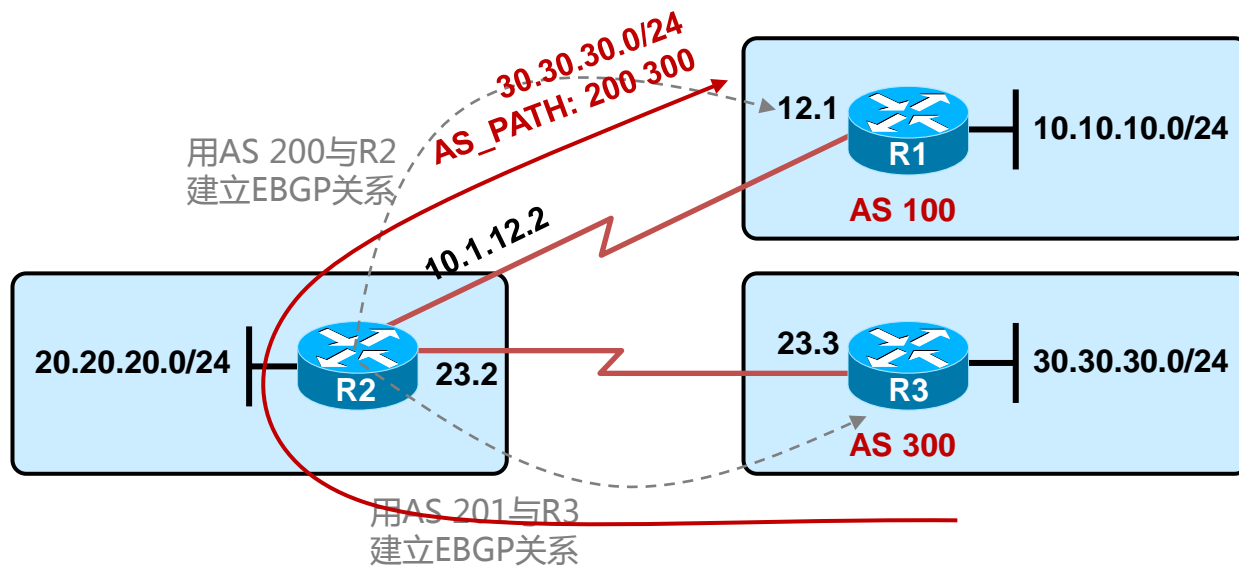 30.30.30.0/24
AS_PATH: 200 300
用AS 200与R2
建立EBGP关系
12.1
R1
10.10.10.0/24
AS 100
10.1.12.2
20.20.20.0/24
R2
23.2
23.3
R3
30.30.30.0/24
AS 300
用AS 201与R3
建立EBGP关系